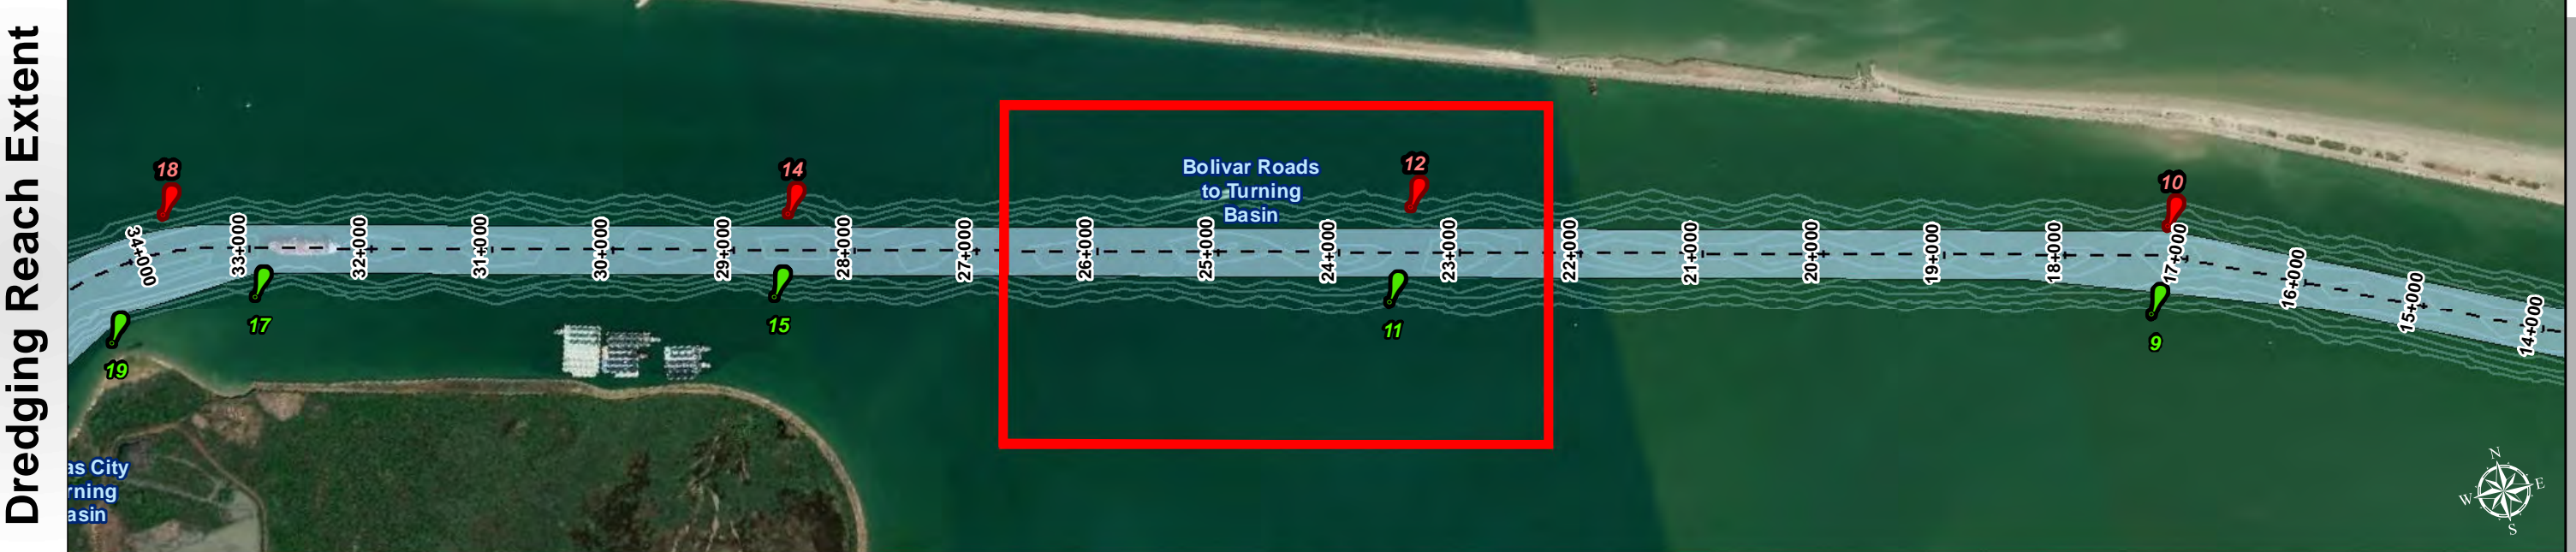 Dredging Reach Extent
18
14
12
10
Bolivar Roads
to Turning
Basin
34+000
33+000
32+000
31+000
30+000
29+000
28+000
27+000
26+000
25+000
24+000
23+000
22+000
21+000
20+000
19+000
18+000
17+000
16+000
15+000
14+000
19
17
15
11
9
as City
rning
asin
N
W
E
S